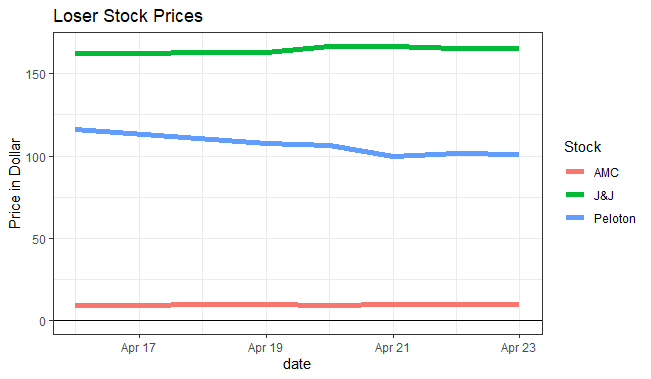 Loser Stock Prices
Price in Dollar
150
100
50
0
Apr 17
Apr 19
Apr 21
Apr 23
date
Stock
AMC
J&J
Peloton